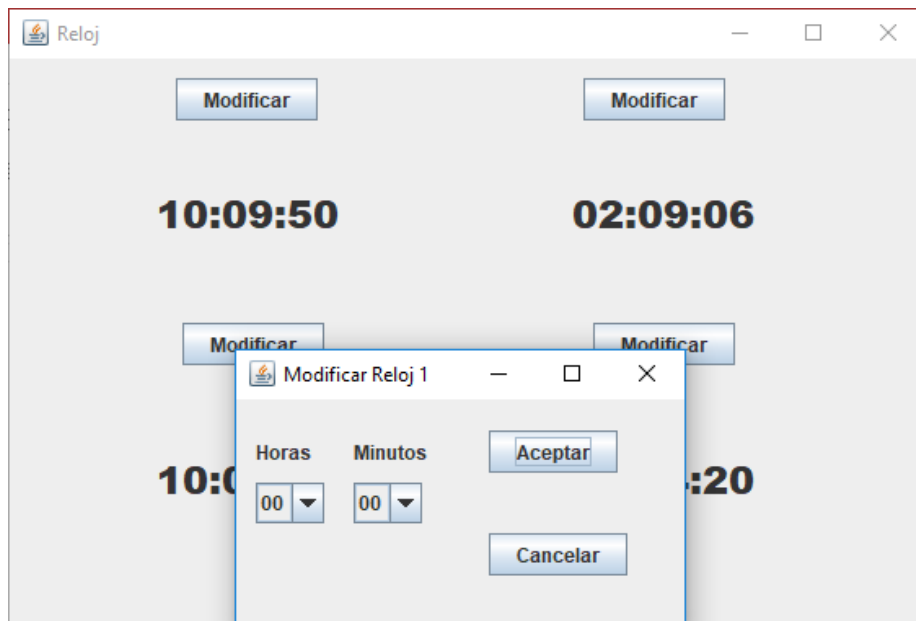 Reloj
Modificar
Modificar
10:09:50
02:09:06
Modificar
Modificar
Modificar Reloj 1
Horas
Minutos
Aceptar
00
00
Cancelar